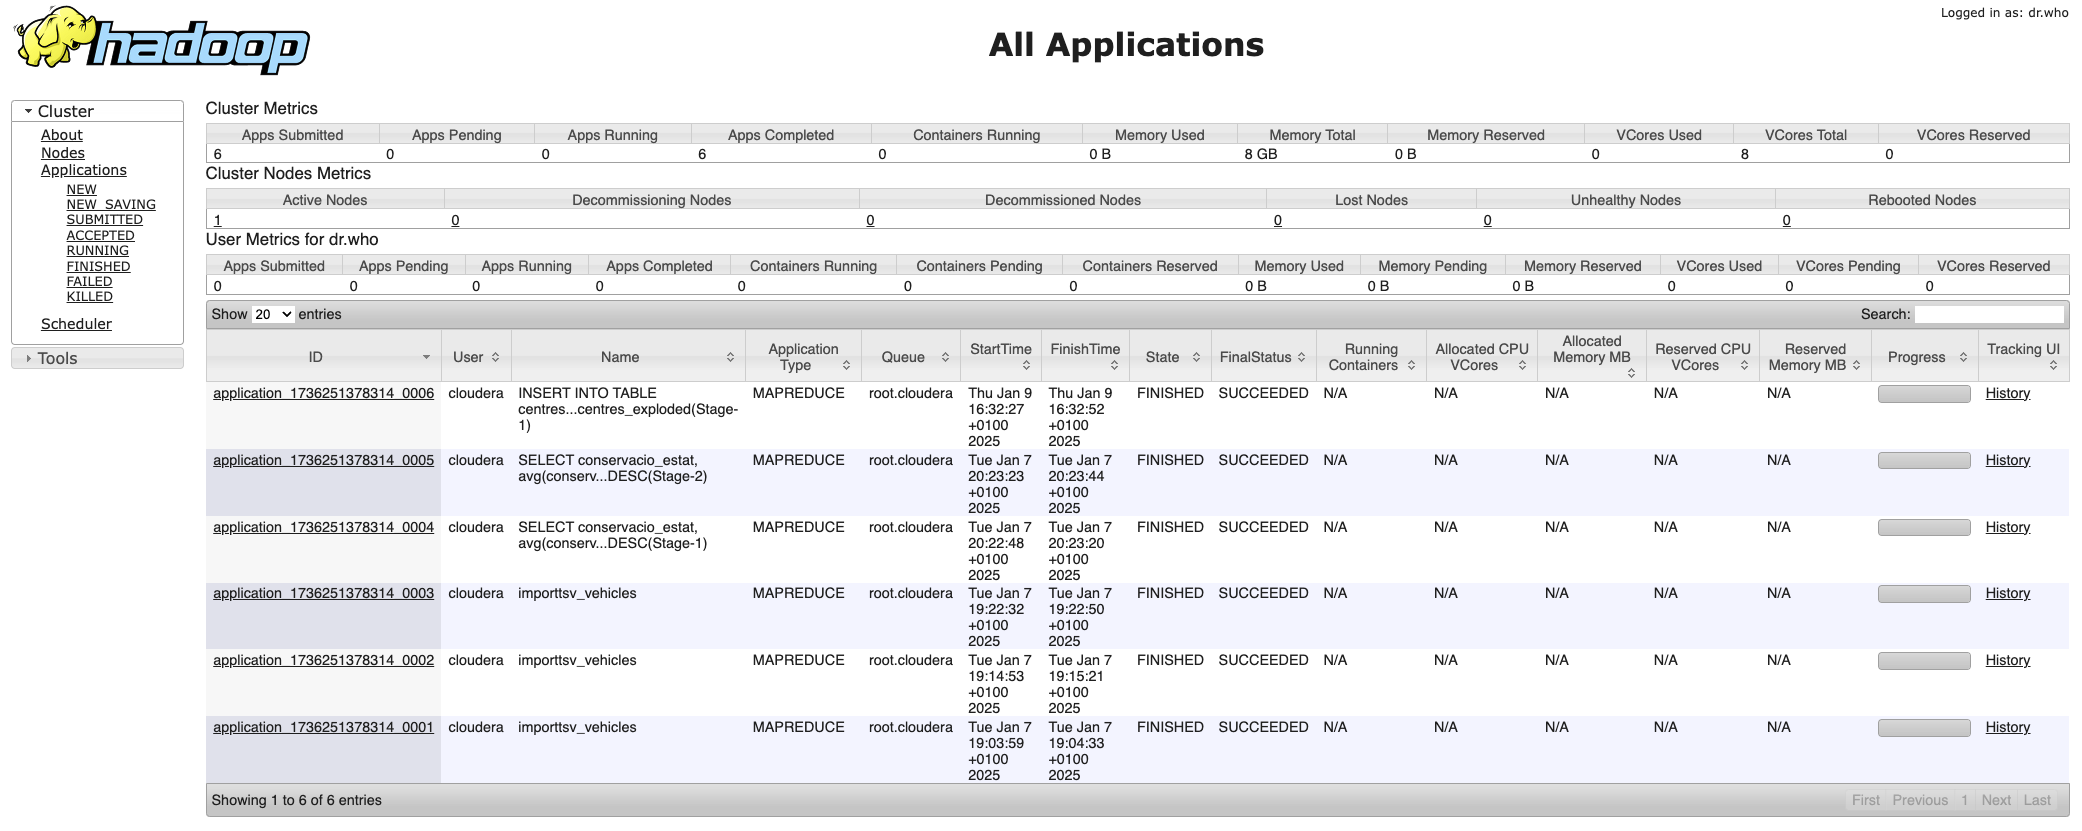 hadoop
All Applications
Logged in as: dr.who
Cluster
About
Nodes
Applications
NEW
NEW_SAVING
SUBMITTED
ACCEPTED
RUNNING
FINISHED
FAILED
KILLED
Scheduler
Tools
Cluster Metrics
Apps Submitted Apps Pending Apps Running Apps Completed Containers Running Memory Used Memory Total Memory Reserved VCores Used VCores Total VCores Reserved
6 0 0 6 0 0 B 8 GB 0 B 0 8 0
Cluster Nodes Metrics
Active Nodes Decommissioning Nodes Decommissioned Nodes Lost Nodes Unhealthy Nodes Rebooted Nodes
1 0 0 0 0 0
User Metrics for dr.who
Apps Submitted Apps Pending Apps Running Apps Completed Containers Running Containers Pending Containers Reserved Memory Used Memory Pending Memory Reserved VCores Used VCores Pending VCores Reserved
0 0 0 0 0 0 0 0 B 0 B 0 B 0 0 0
Show 20 entries Search:
ID User Name Application Type Queue StartTime FinishTime State FinalStatus Running Containers Allocated CPU VCores Allocated Memory MB Reserved CPU VCores Reserved Memory MB Progress Tracking UI
application_1736251378314_0006 cloudera INSERT INTO TABLE MAPREDUCE root.cloudera Thu Jan 9 Thu Jan 9 FINISHED SUCCEEDED N/A N/A N/A N/A N/A History
centres...centres_exploded(Stage- 16:32:27 16:32:52
1) +0100 +0100
2025 2025
application_1736251378314_0005 cloudera SELECT conservacio_estat, MAPREDUCE root.cloudera Tue Jan 7 Tue Jan 7 FINISHED SUCCEEDED N/A N/A N/A N/A N/A History
avg(conserv...DESC(Stage-2) 20:23:23 20:23:44
+0100 +0100
2025 2025
application_1736251378314_0004 cloudera SELECT conservacio_estat, MAPREDUCE root.cloudera Tue Jan 7 Tue Jan 7 FINISHED SUCCEEDED N/A N/A N/A N/A N/A History
avg(conserv...DESC(Stage-1) 20:22:48 20:23:20
+0100 +0100
2025 2025
application_1736251378314_0003 cloudera importtsv_vehicles MAPREDUCE root.cloudera Tue Jan 7 Tue Jan 7 FINISHED SUCCEEDED N/A N/A N/A N/A N/A History
19:22:32 19:22:50
+0100 +0100
2025 2025
application_1736251378314_0002 cloudera importtsv_vehicles MAPREDUCE root.cloudera Tue Jan 7 Tue Jan 7 FINISHED SUCCEEDED N/A N/A N/A N/A N/A History
19:14:53 19:15:21
+0100 +0100
2025 2025
application_1736251378314_0001 cloudera importtsv_vehicles MAPREDUCE root.cloudera Tue Jan 7 Tue Jan 7 FINISHED SUCCEEDED N/A N/A N/A N/A N/A History
19:03:59 19:04:33
+0100 +0100
2025 2025
Showing 1 to 6 of 6 entries First Previous 1 Next Last